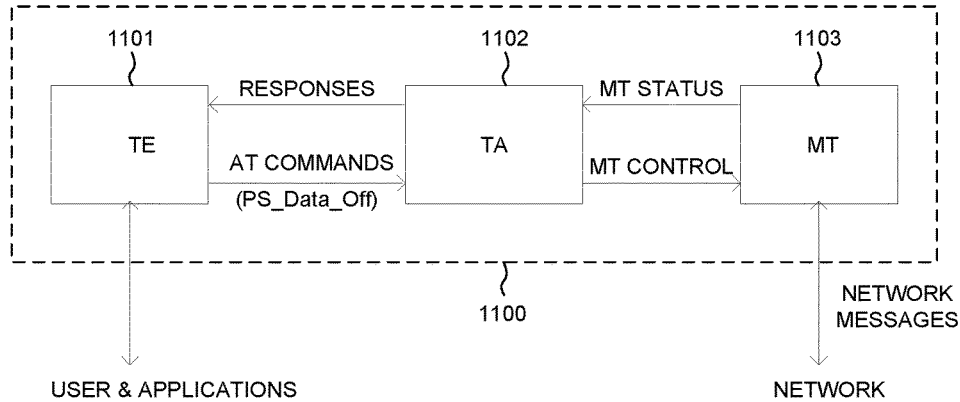 1101
1102
1103
RESPONSES
MT STATUS
TE
TA
MT
AT COMMANDS
(PS_Data_Off)
MT CONTROL
1100
NETWORK
MESSAGES
USER & APPLICATIONS
NETWORK